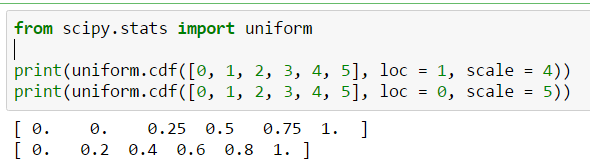 from scipy.stats import uniform
print(uniform.cdf([0, 1, 2, 3, 4, 5], loc = 1, scale = 4))
print(uniform.cdf([0, 1, 2, 3, 4, 5], loc = 0, scale = 5))
[ 0.    0.    0.25  0.5   0.75  1.  ]
[ 0.   0.2  0.4  0.6  0.8  1. ]